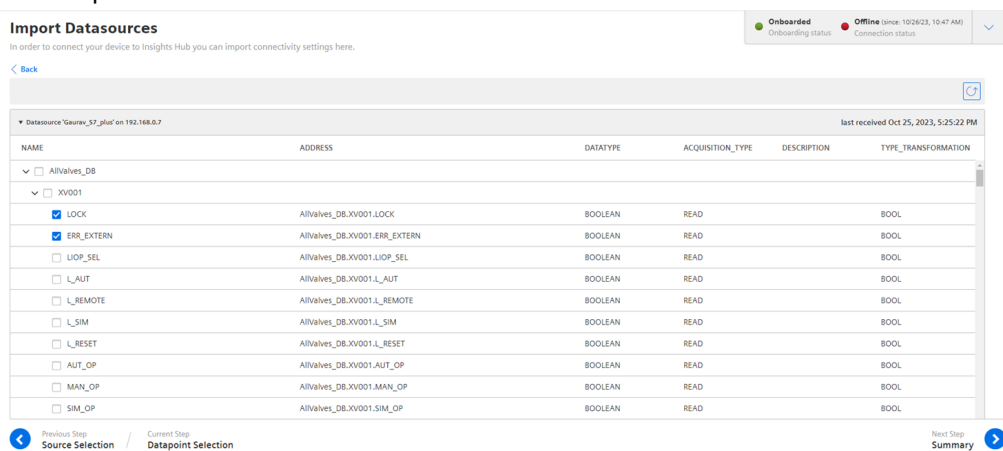 Import Datasources
In order to connect your device to Insights Hub you can import connectivity settings here.
Onboarded
Onboarding status
Offline (since: 10/26/23, 10:47 AM)
Connection status
Back
Datasource 'Gaurav_S7_plus' on 192.168.0.7 last received Oct 25, 2023, 5:25:22 PM
NAME ADDRESS DATATYPE ACQUISITION_TYPE DESCRIPTION TYPE_TRANSFORMATION
AllValves_DB
XV001
LOCK AllValves_DB.XV001.LOCK BOOLEAN READ BOOL
ERR_EXTERN AllValves_DB.XV001.ERR_EXTERN BOOLEAN READ BOOL
LIOP_SEL AllValves_DB.XV001.LIOP_SEL BOOLEAN READ BOOL
L_AUT AllValves_DB.XV001.L_AUT BOOLEAN READ BOOL
L_REMOTE AllValves_DB.XV001.L_REMOTE BOOLEAN READ BOOL
L_SIM AllValves_DB.XV001.L_SIM BOOLEAN READ BOOL
L_RESET AllValves_DB.XV001.L_RESET BOOLEAN READ BOOL
AUT_OP AllValves_DB.XV001.AUT_OP BOOLEAN READ BOOL
MAN_OP AllValves_DB.XV001.MAN_OP BOOLEAN READ BOOL
SIM_OP AllValves_DB.XV001.SIM_OP BOOLEAN READ BOOL
Previous Step
Source Selection
Current Step
Datapoint Selection
Next Step
Summary